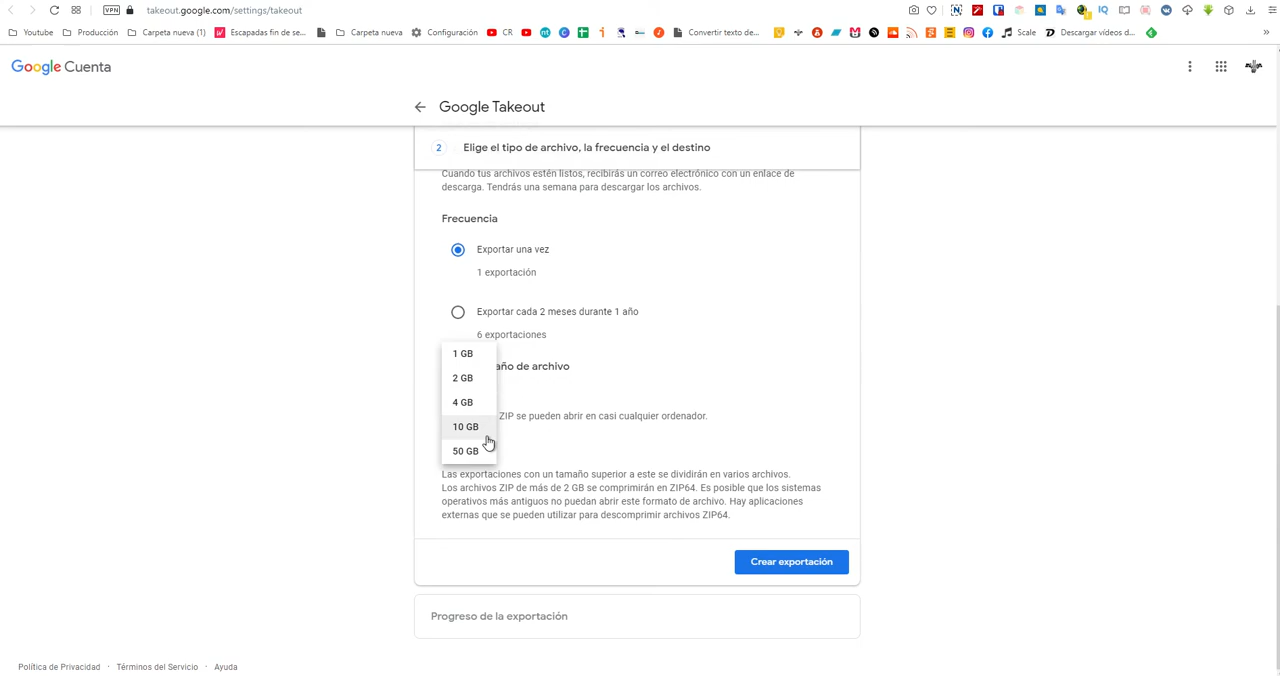 VPN takeout.google.com/settings/takeout
Youtube Producción Carpeta nueva (1) Escapadas fin de se... Carpeta nueva Configuración CR Convertir texto de... Scale Descargar vídeos d... »
Google Cuenta
Google Takeout
2 Elige el tipo de archivo, la frecuencia y el destino
Cuando tus archivos estén listos, recibirás un correo electrónico con un enlace de
descarga. Tendrás una semana para descargar los archivos.
Frecuencia
Exportar una vez
1 exportación
Exportar cada 2 meses durante 1 año
6 exportaciones
1 GB
año de archivo
2 GB
4 GB
ZIP se pueden abrir en casi cualquier ordenador.
10 GB
50 GB
Las exportaciones con un tamaño superior a este se dividirán en varios archivos.
Los archivos ZIP de más de 2 GB se comprimirán en ZIP64. Es posible que los sistemas
operativos más antiguos no puedan abrir este formato de archivo. Hay aplicaciones
externas que se pueden utilizar para descomprimir archivos ZIP64.
Crear exportación
Progreso de la exportación
Política de Privacidad · Términos del Servicio · Ayuda